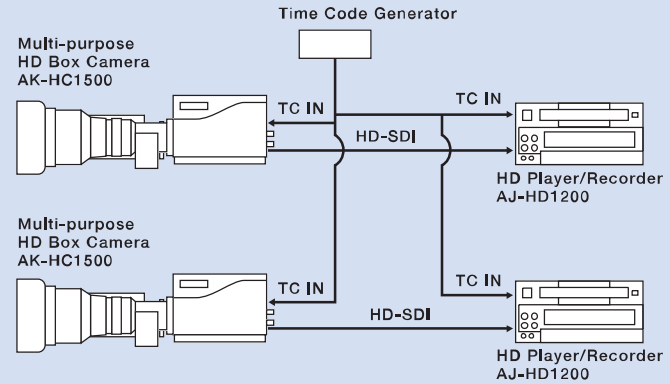 Time Code Generator
Multi-purpose
HD Box Camera
AK-HC1500
TC IN
TC IN
HD-SDI
HD Player/Recorder
AJ-HD1200
Multi-purpose
HD Box Camera
AK-HC1500
TC IN
TC IN
HD-SDI
HD Player/Recorder
AJ-HD1200